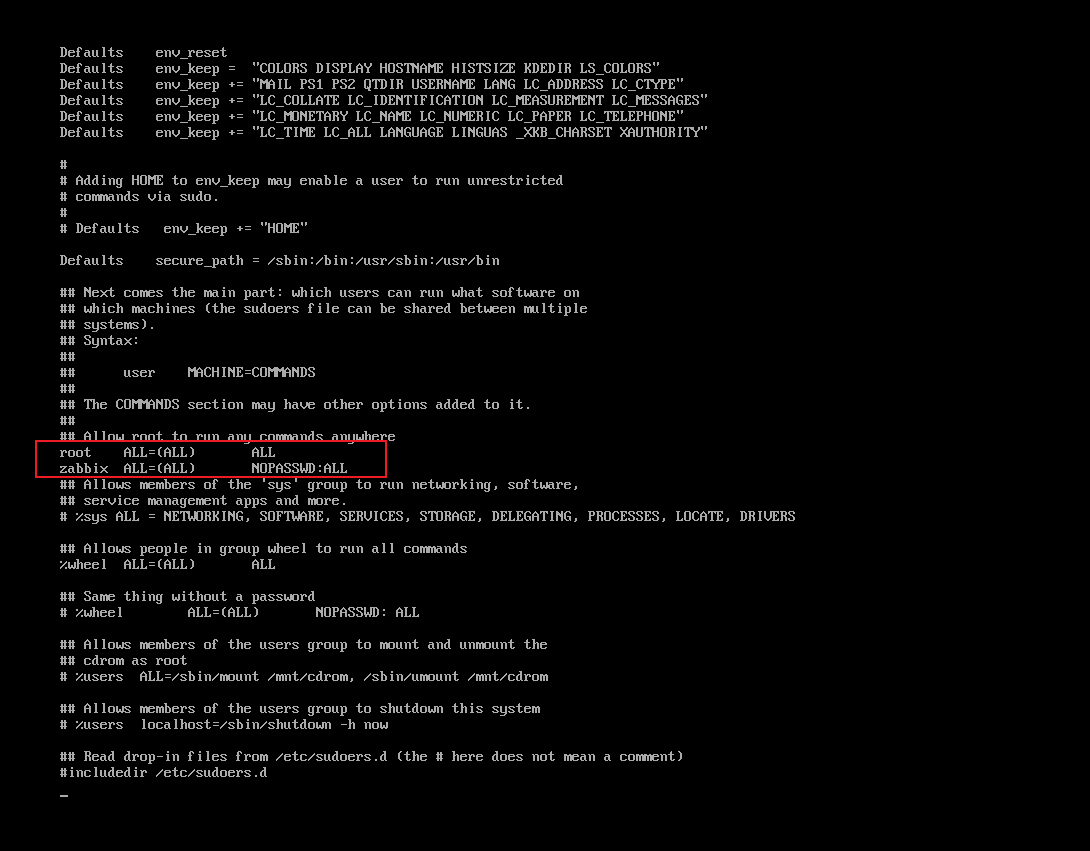 Defaults    env_reset
Defaults    env_keep =  "COLORS DISPLAY HOSTNAME HISTSIZE KDEDIR LS_COLORS"
Defaults    env_keep += "MAIL PS1 PS2 QTDIR USERNAME LANG LC_ADDRESS LC_CTYPE"
Defaults    env_keep += "LC_COLLATE LC_IDENTIFICATION LC_MEASUREMENT LC_MESSAGES"
Defaults    env_keep += "LC_MONETARY LC_NAME LC_NUMERIC LC_PAPER LC_TELEPHONE"
Defaults    env_keep += "LC_TIME LC_ALL LANGUAGE LINGUAS _XKB_CHARSET XAUTHORITY"
#
# Adding HOME to env_keep may enable a user to run unrestricted
# commands via sudo.
#
# Defaults   env_keep += "HOME"
Defaults    secure_path = /sbin:/bin:/usr/sbin:/usr/bin
## Next comes the main part: which users can run what software on
## which machines (the sudoers file can be shared between multiple
## systems).
## Syntax:
##
##      user    MACHINE=COMMANDS
##
## The COMMANDS section may have other options added to it.
##
## Allow root to run any commands anywhere
root    ALL=(ALL)       ALL
zabbix  ALL=(ALL)       NOPASSWD:ALL
## Allows members of the 'sys' group to run networking, software,
## service management apps and more.
# %sys ALL = NETWORKING, SOFTWARE, SERVICES, STORAGE, DELEGATING, PROCESSES, LOCATE, DRIVERS
## Allows people in group wheel to run all commands
%wheel  ALL=(ALL)       ALL
## Same thing without a password
# %wheel        ALL=(ALL)       NOPASSWD: ALL
## Allows members of the users group to mount and unmount the
## cdrom as root
# %users  ALL=/sbin/mount /mnt/cdrom, /sbin/umount /mnt/cdrom
## Allows members of the users group to shutdown this system
# %users  localhost=/sbin/shutdown -h now
## Read drop-in files from /etc/sudoers.d (the # here does not mean a comment)
#includedir /etc/sudoers.d